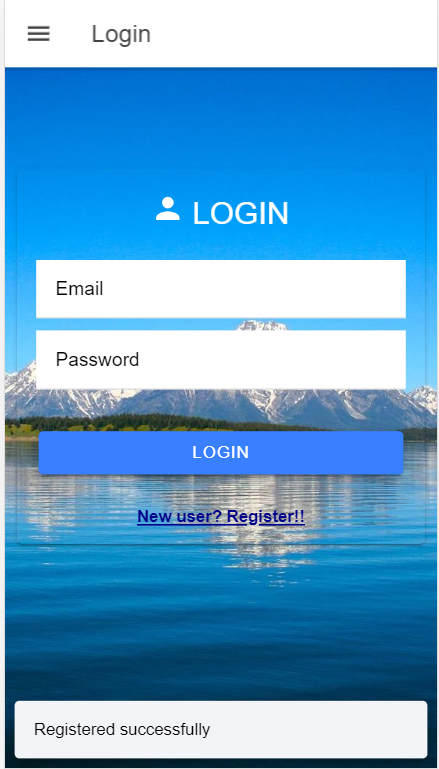 Login
LOGIN
Email
Password
LOGIN
New user? Register!!
Registered successfully